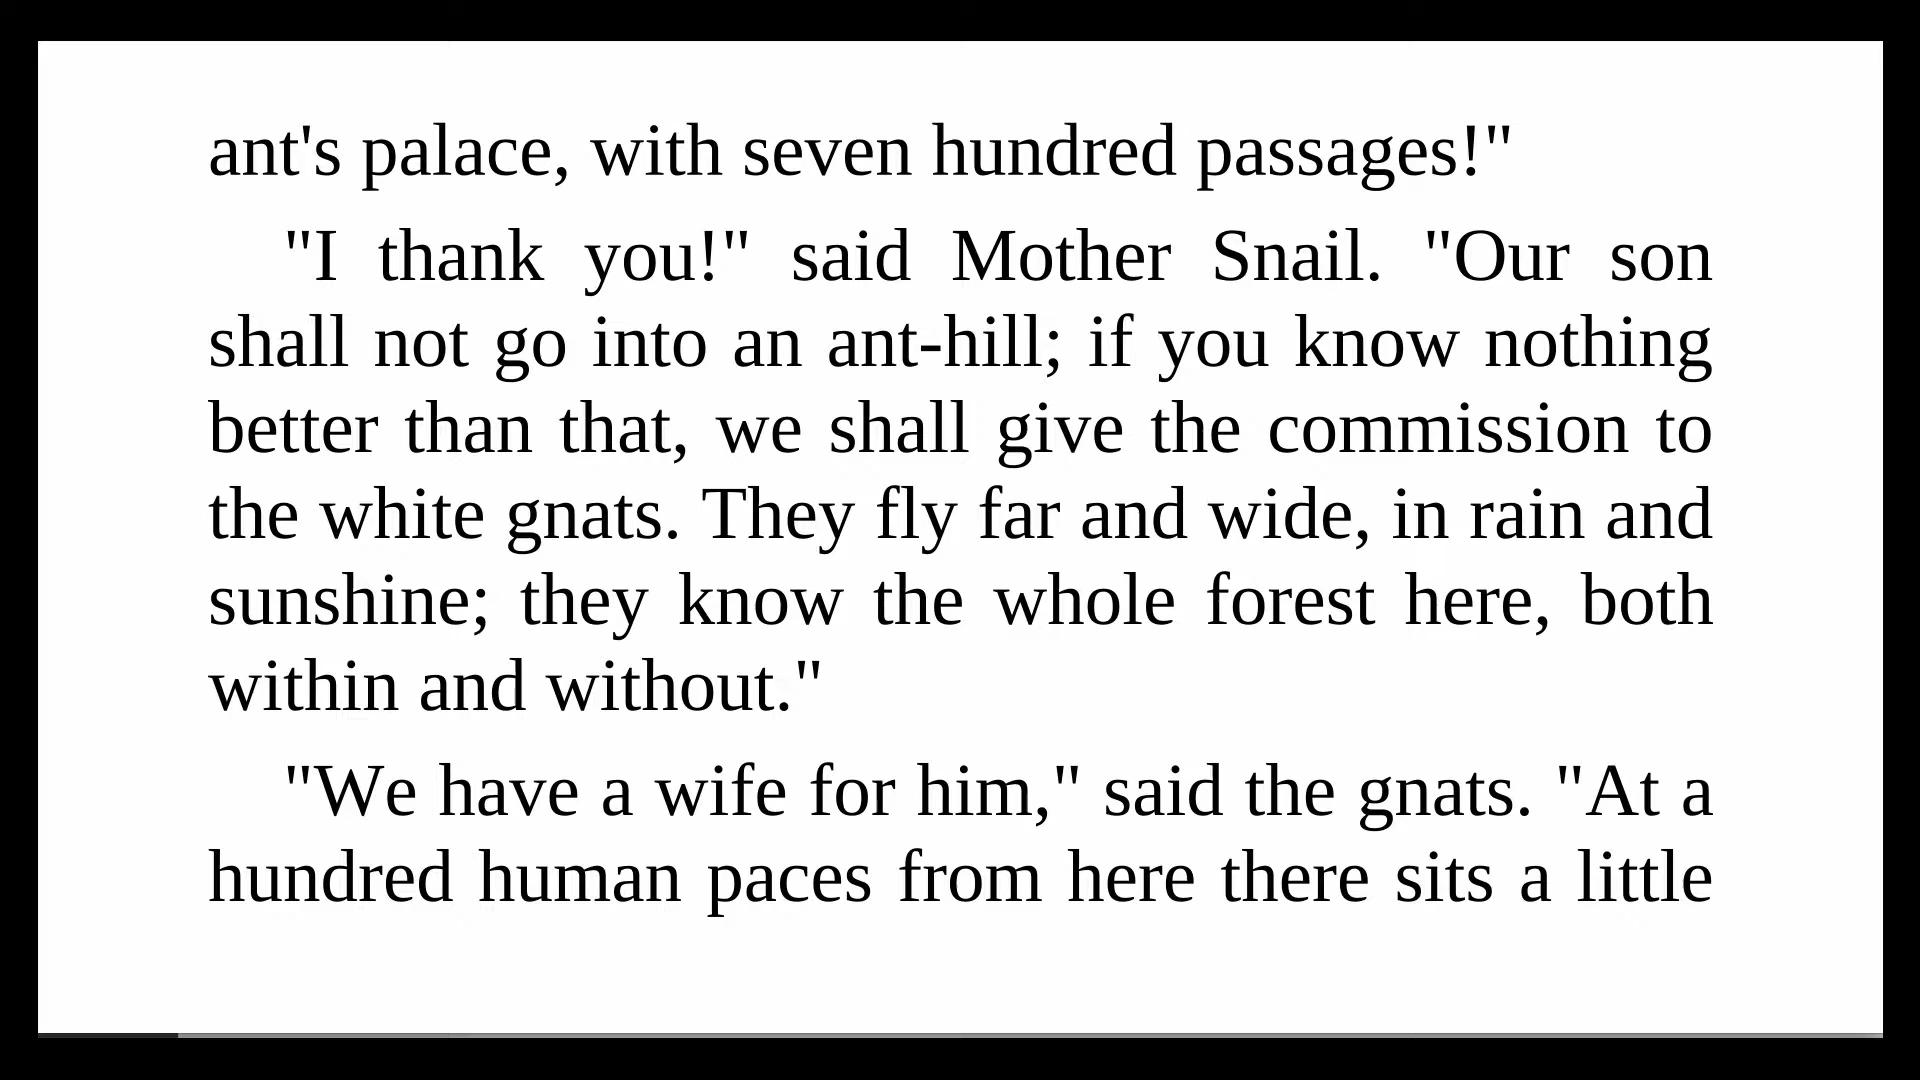 ant's palace, with seven hundred passages!"
"I thank you!" said Mother Snail. "Our son
shall not go into an ant-hill; if you know nothing
better than that, we shall give the commission to
the white gnats. They fly far and wide, in rain and
sunshine; they know the whole forest here, both
within and without."
"We have a wife for him," said the gnats. "At a
hundred human paces from here there sits a little